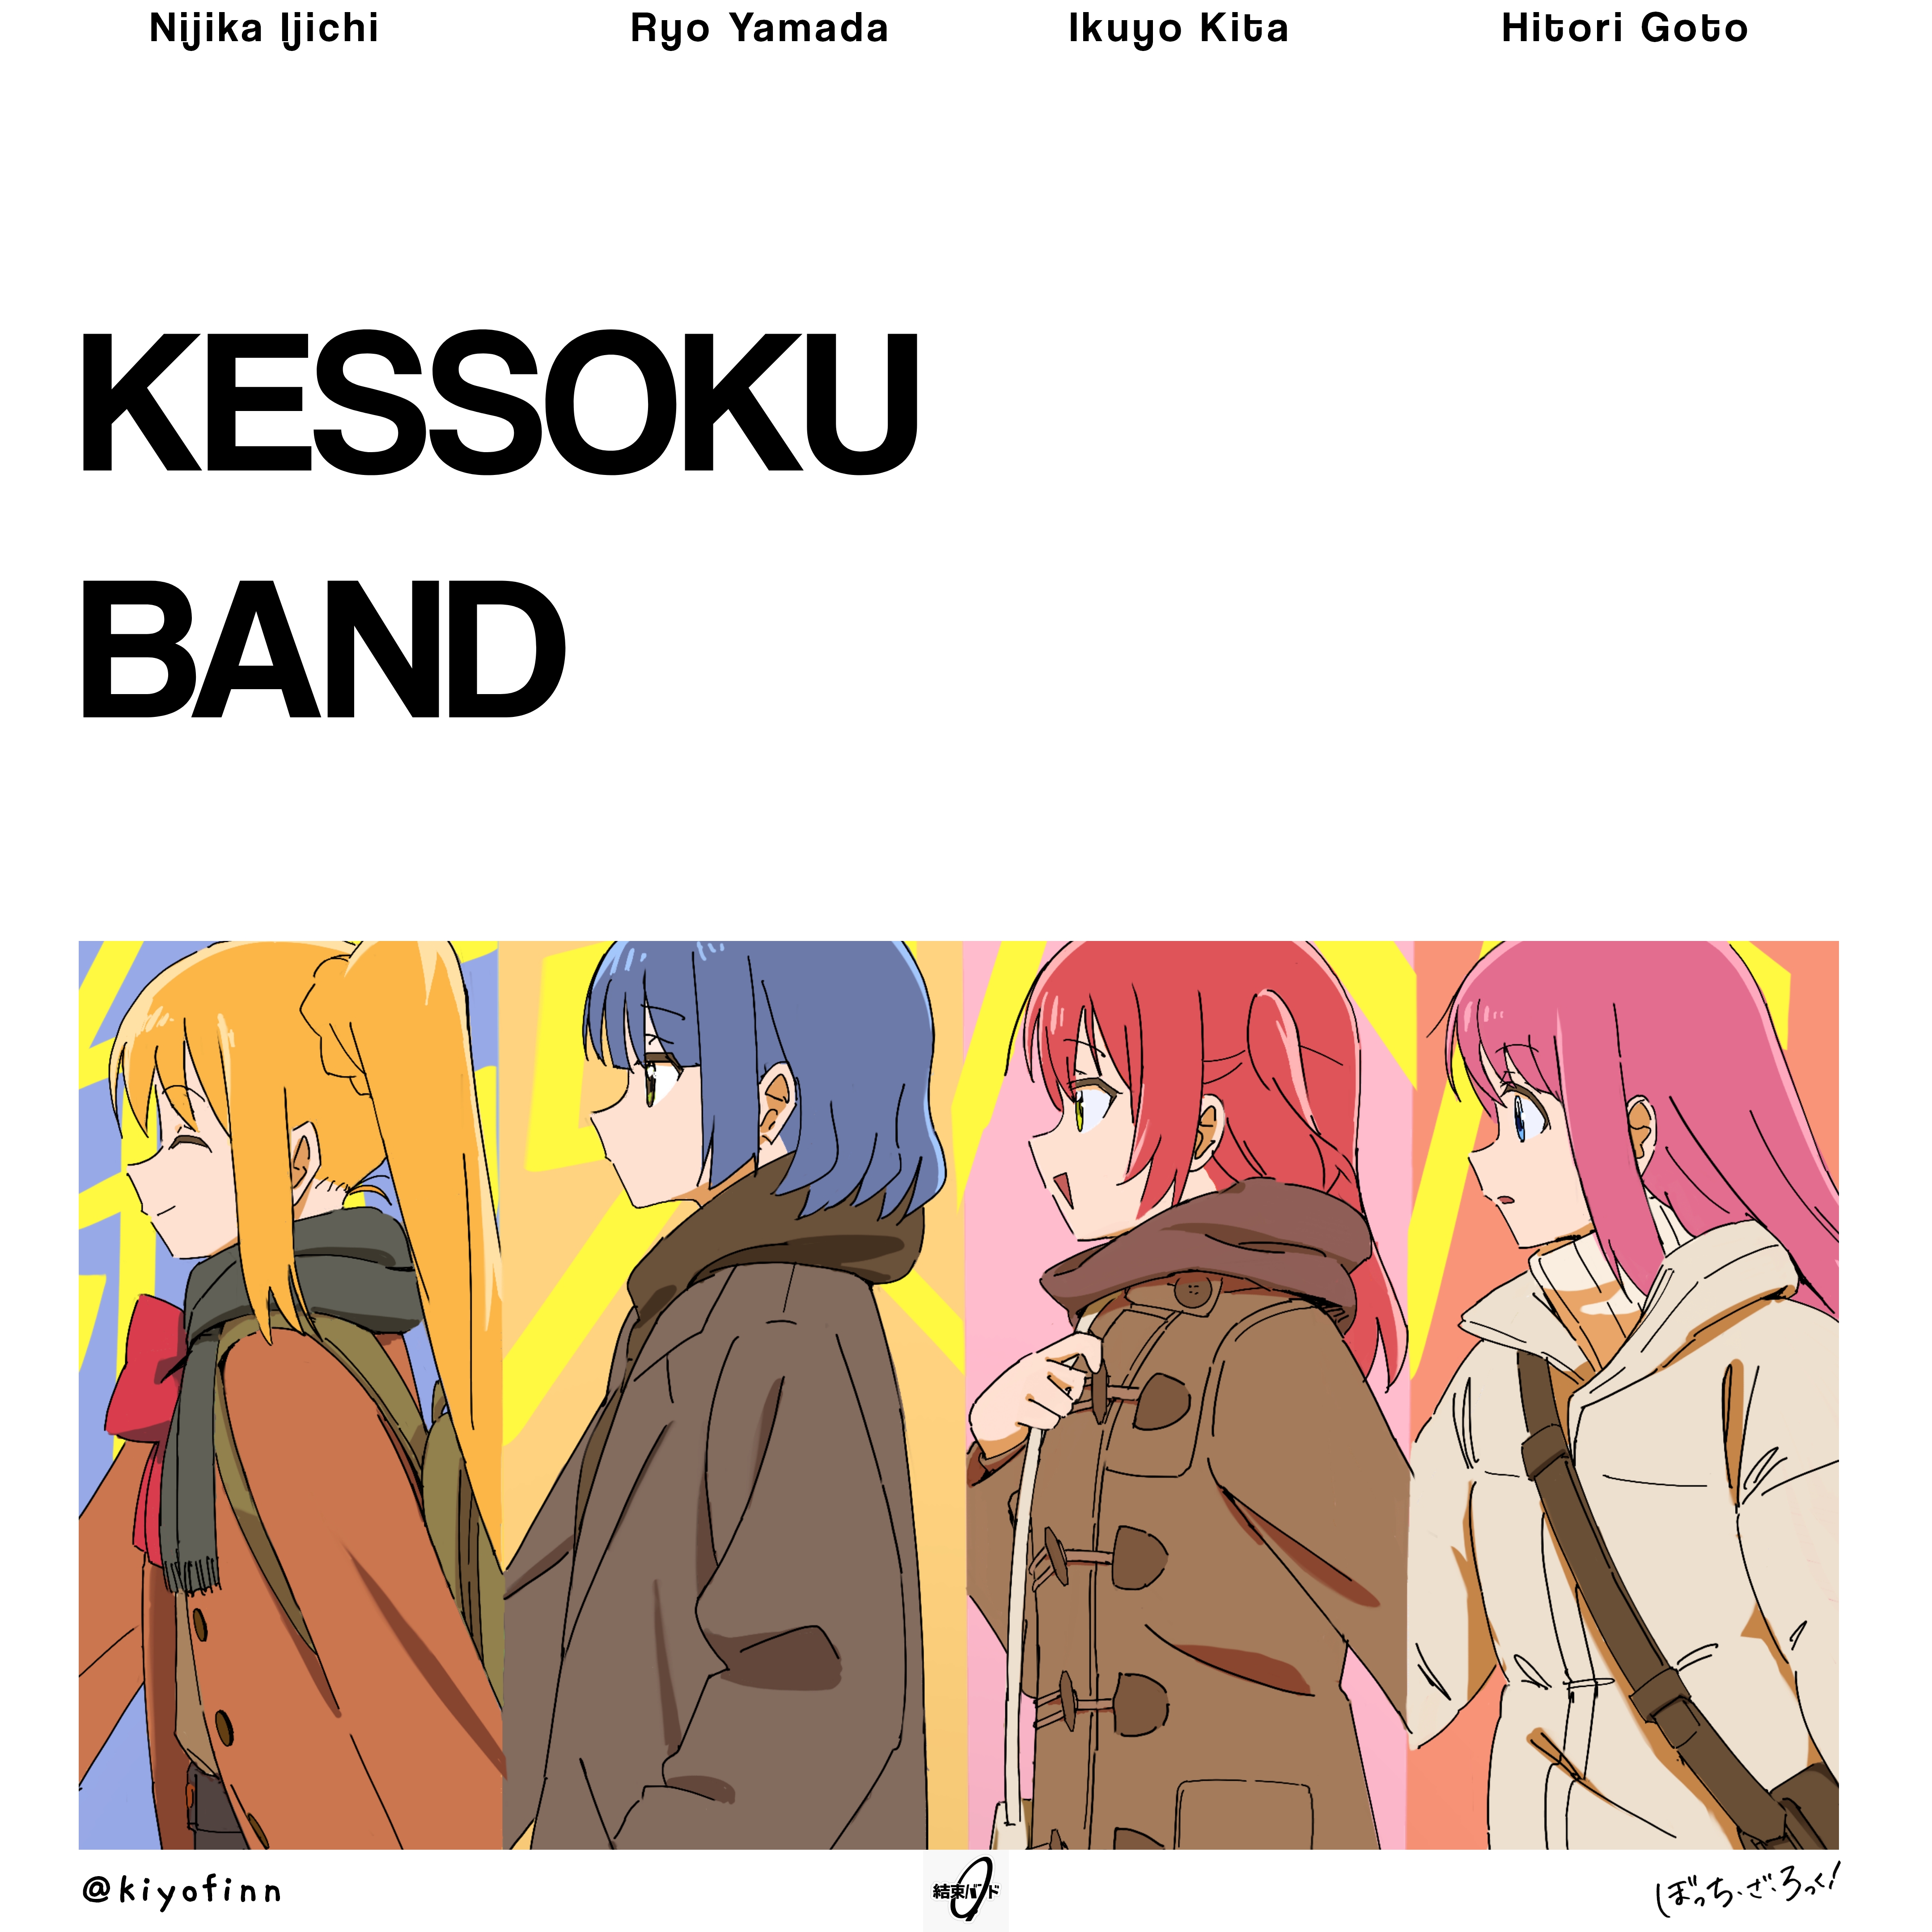 Nijika Ijichi
Ryo Yamada
Ikuyo Kita
Hitori Goto
KESSOKU
BAND
@kiyofinn
結束バンド
ぼっち・ざ・ろっく!